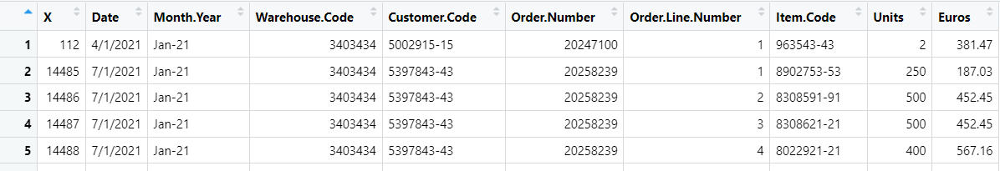 X Date Month.Year Warehouse.Code Customer.Code Order.Number Order.Line.Number Item.Code Units Euros
1 112 4/1/2021 Jan-21 3403434 5002915-15 20247100 1 963543-43 2 381.47
2 14485 7/1/2021 Jan-21 3403434 5397843-43 20258239 1 8902753-53 250 187.03
3 14486 7/1/2021 Jan-21 3403434 5397843-43 20258239 2 8308591-91 500 452.45
4 14487 7/1/2021 Jan-21 3403434 5397843-43 20258239 3 8308621-21 500 452.45
5 14488 7/1/2021 Jan-21 3403434 5397843-43 20258239 4 8022921-21 400 567.16